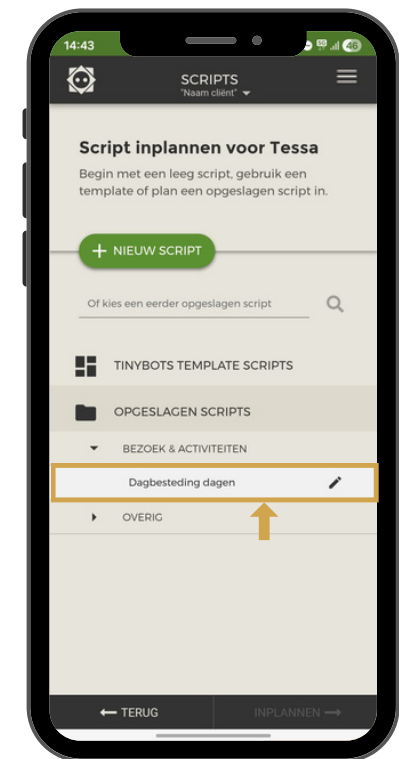 14:43
46
SCRIPTS
"Naam cliënt"
Script inplannen voor Tessa
Begin met een leeg script, gebruik een
template of plan een opgeslagen script in.
+ NIEUW SCRIPT
Of kies een eerder opgeslagen script
TINYBOTS TEMPLATE SCRIPTS
OPGESLAGEN SCRIPTS
BEZOEK & ACTIVITEITEN
Dagbesteding dagen
OVERIG
TERUG
INPLANNEN